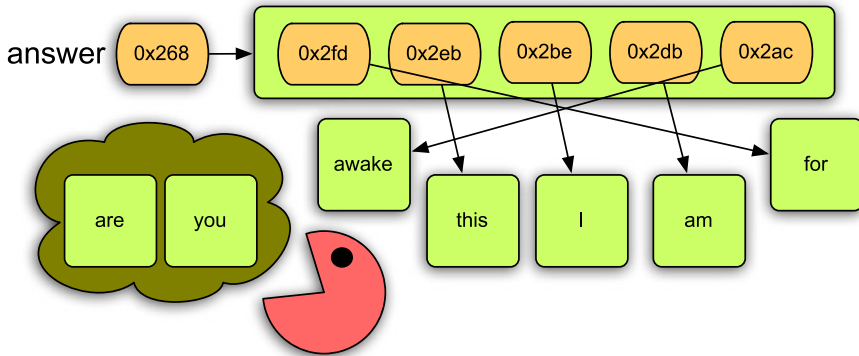 answer 0x268 0x2fd 0x2eb 0x2be 0x2db 0x2ac
awake for
are you this I am